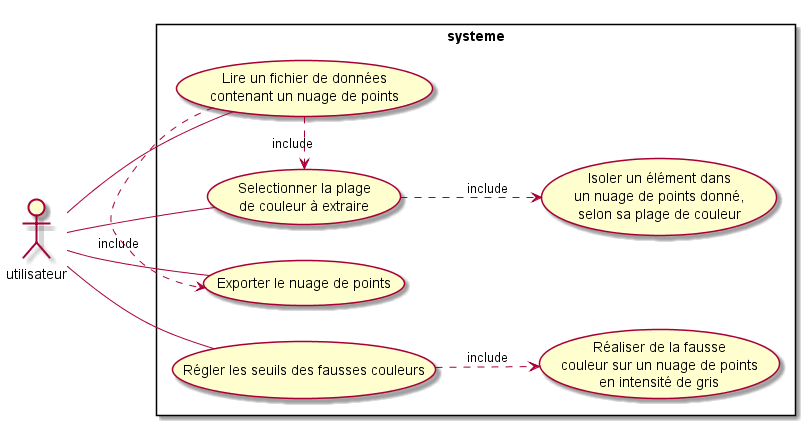 systeme
Lire un fichier de données
contenant un nuage de points
include
Selectionner la plage
de couleur à extraire
include
Isoler un élément dans
un nuage de points donné,
selon sa plage de couleur
utilisateur
include
Exporter le nuage de points
Régler les seuils des fausses couleurs
include
Réaliser de la fausse
couleur sur un nuage de points
en intensité de gris